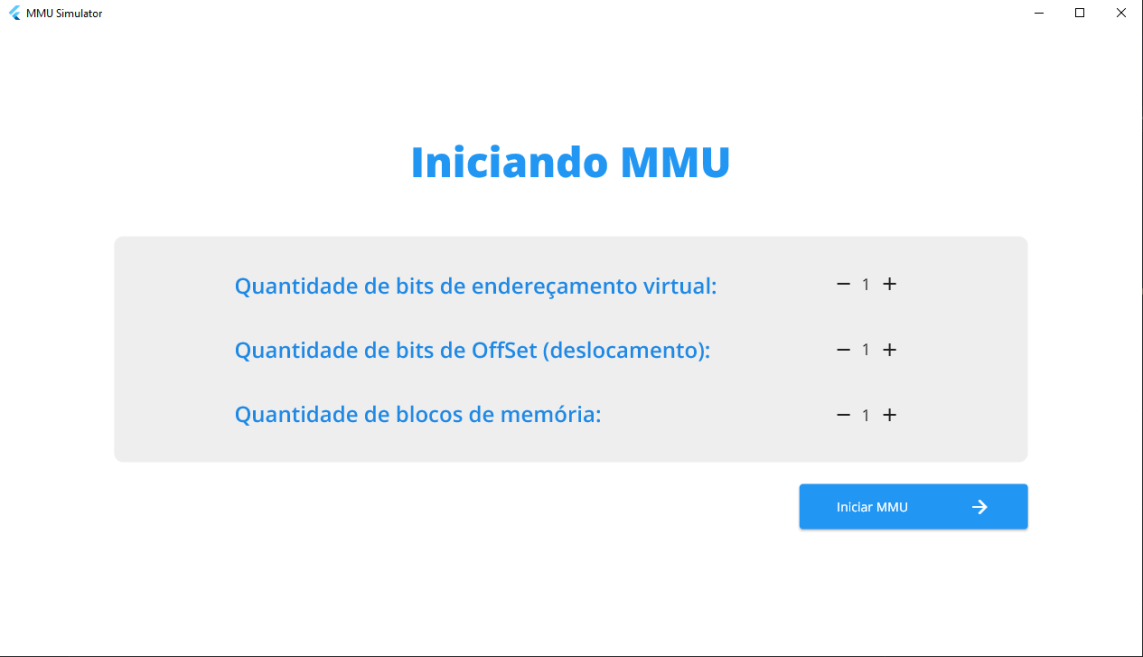 MMU Simulator
Iniciando MMU
Quantidade de bits de endereçamento virtual: 1
Quantidade de bits de OffSet (deslocamento): 1
Quantidade de blocos de memória: 1
Iniciar MMU